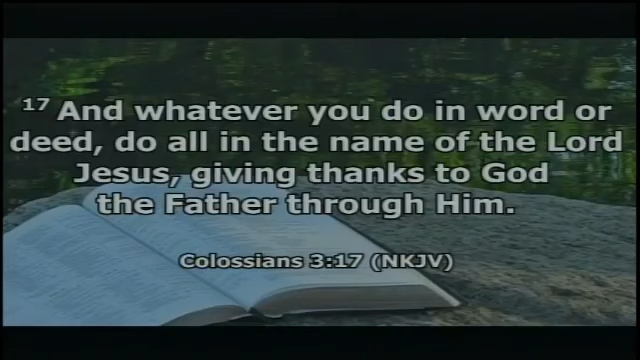 17 And whatever you do in word or
deed, do all in the name of the Lord
Jesus, giving thanks to God
the Father through Him.
Colossians 3:17 (NKJV)